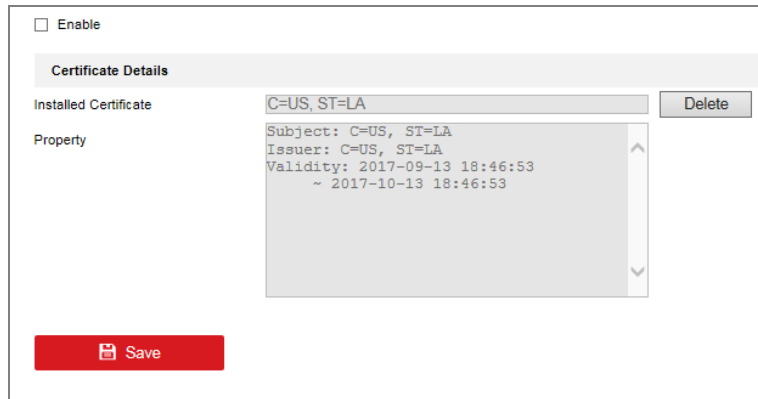 Enable
Certificate Details
Installed Certificate
C=US, ST=LA
Delete
Property
Subject: C=US, ST=LA
Issuer: C=US, ST=LA
Validity: 2017-09-13 18:46:53
~ 2017-10-13 18:46:53
Save